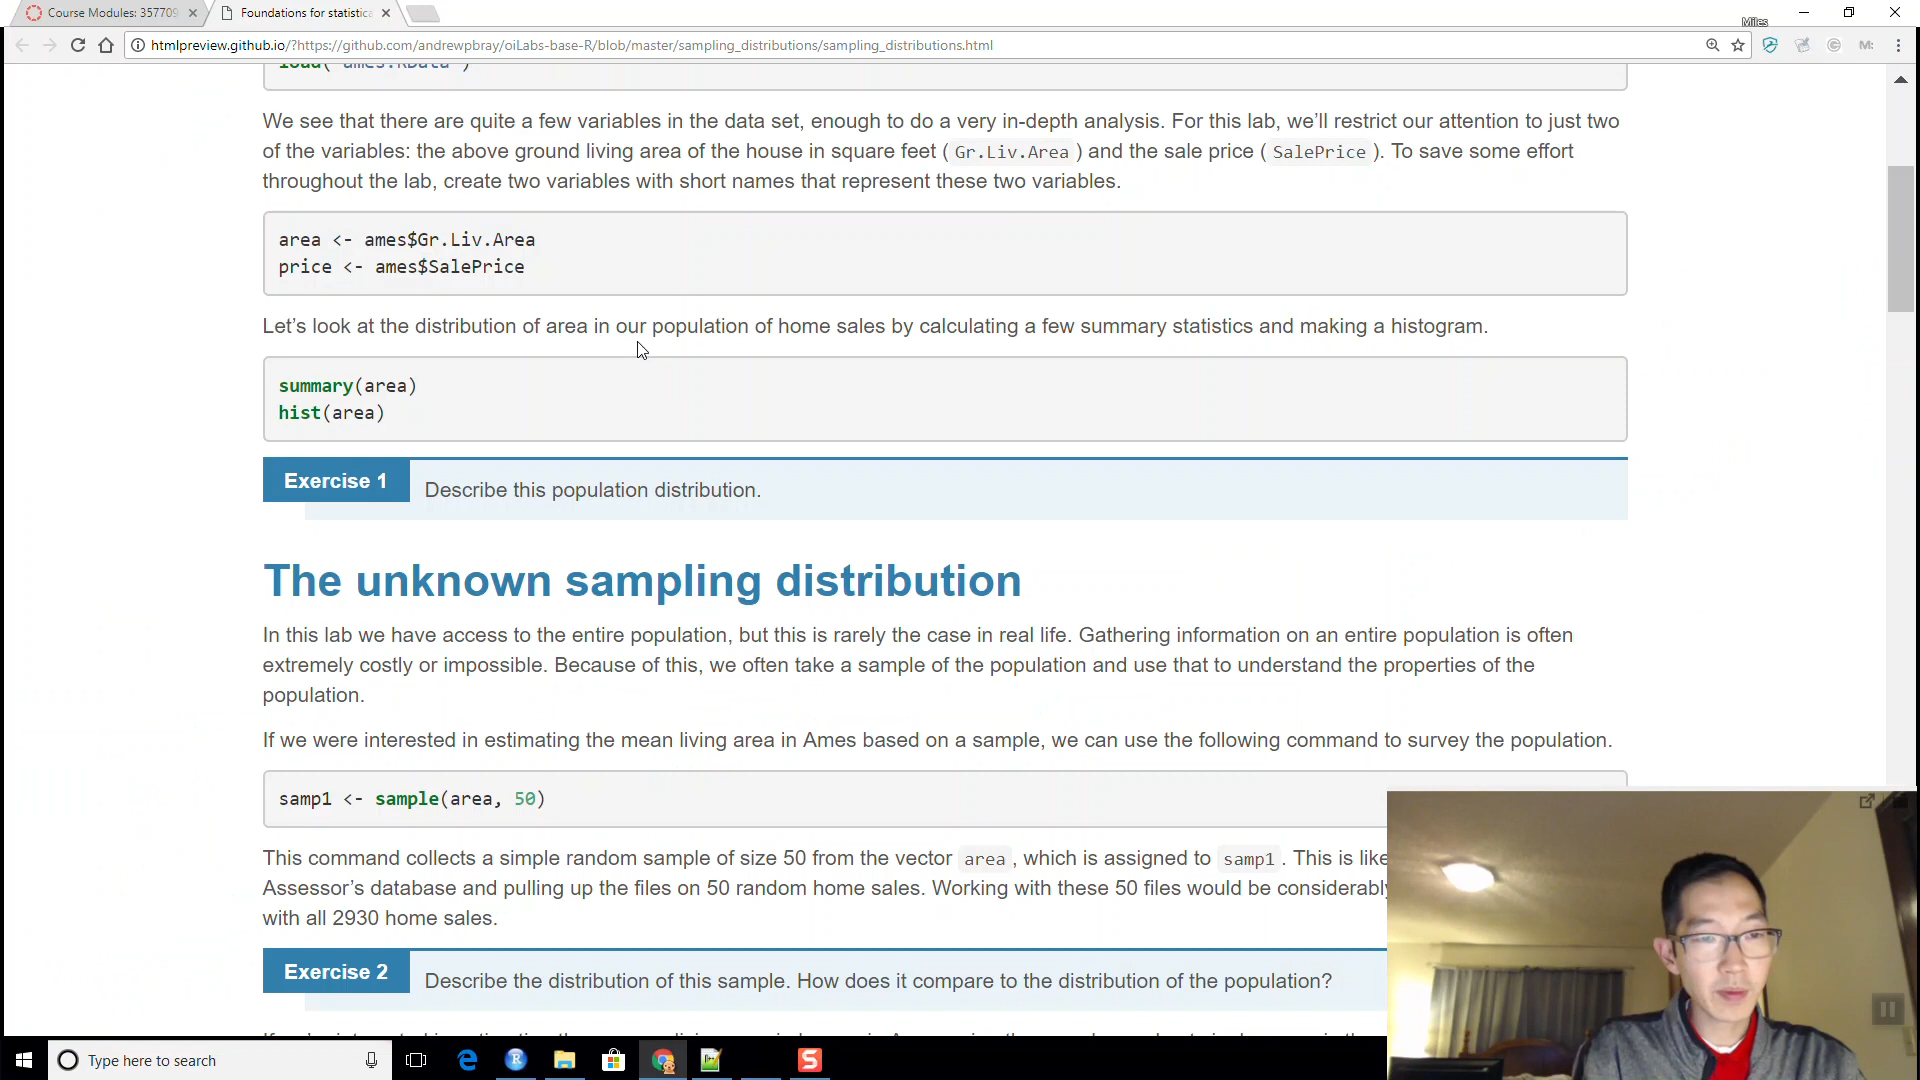 Course Modules: 357709
Foundations for statistica
Miles
htmlpreview.github.io/?https://github.com/andrewpbray/oiLabs-base-R/blob/master/sampling_distributions/sampling_distributions.html
M:
load("ames.RData")
We see that there are quite a few variables in the data set, enough to do a very in-depth analysis. For this lab, we’ll restrict our attention to just two
of the variables: the above ground living area of the house in square feet ( Gr.Liv.Area ) and the sale price ( SalePrice ). To save some effort
throughout the lab, create two variables with short names that represent these two variables.
area <- ames$Gr.Liv.Area
price <- ames$SalePrice
Let’s look at the distribution of area in our population of home sales by calculating a few summary statistics and making a histogram.
summary(area)
hist(area)
Exercise 1 Describe this population distribution.
The unknown sampling distribution
In this lab we have access to the entire population, but this is rarely the case in real life. Gathering information on an entire population is often
extremely costly or impossible. Because of this, we often take a sample of the population and use that to understand the properties of the
population.
If we were interested in estimating the mean living area in Ames based on a sample, we can use the following command to survey the population.
samp1 <- sample(area, 50)
This command collects a simple random sample of size 50 from the vector area , which is assigned to samp1 . This is like
Assessor’s database and pulling up the files on 50 random home sales. Working with these 50 files would be considerably
with all 2930 home sales.
Exercise 2 Describe the distribution of this sample. How does it compare to the distribution of the population?
Type here to search